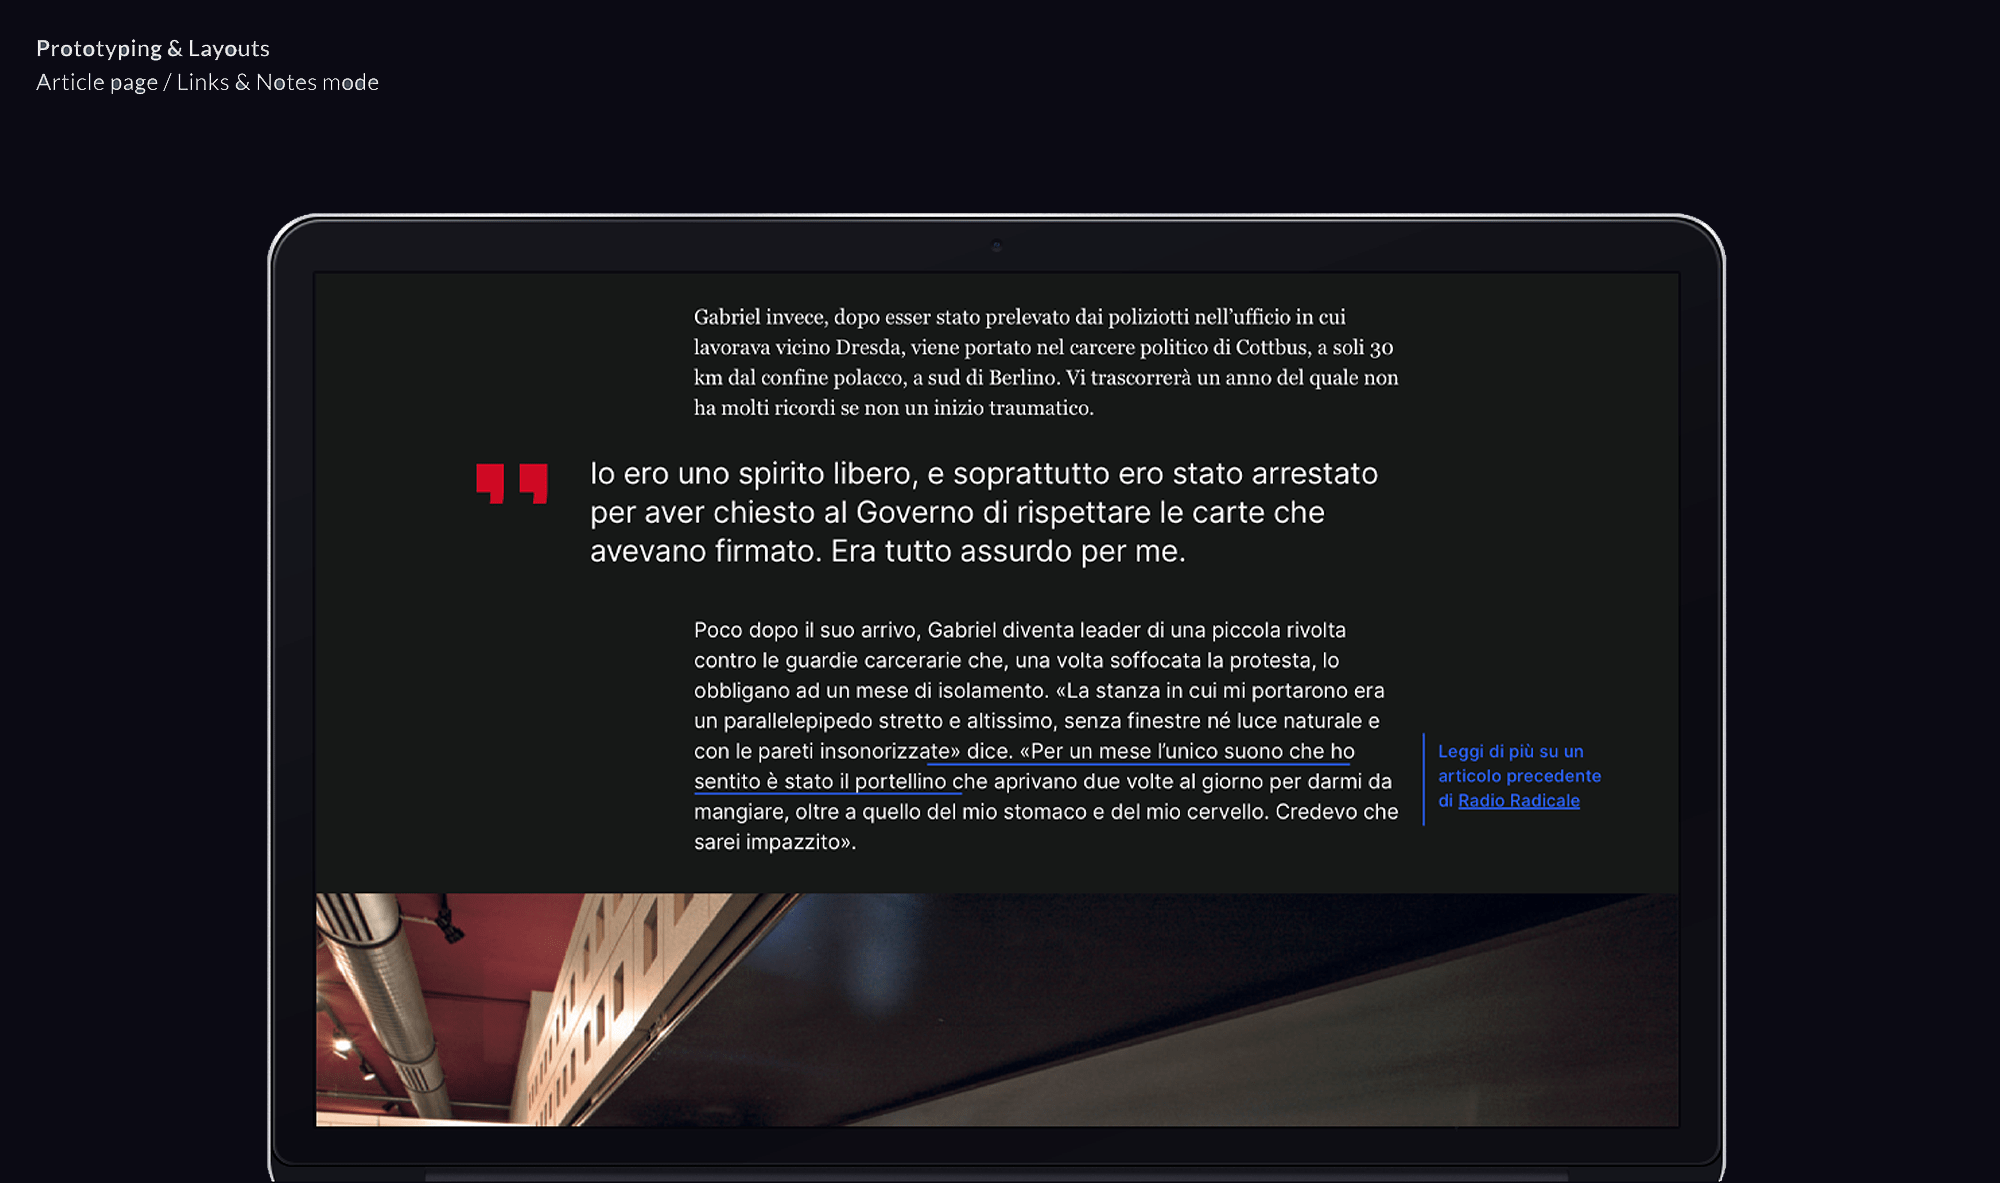 Prototyping & Layouts
Article page / Links & Notes mode
Gabriel invece, dopo esser stato prelevato dai poliziotti nell’ufficio in cui
lavorava vicino Dresda, viene portato nel carcere politico di Cottbus, a soli 30
km dal confine polacco, a sud di Berlino. Vi trascorrerà un anno del quale non
ha molti ricordi se non un inizio traumatico.
Io ero uno spirito libero, e soprattutto ero stato arrestato
per aver chiesto al Governo di rispettare le carte che
avevano firmato. Era tutto assurdo per me.
Poco dopo il suo arrivo, Gabriel diventa leader di una piccola rivolta
contro le guardie carcerarie che, una volta soffocata la protesta, lo
obbligano ad un mese di isolamento. «La stanza in cui mi portarono era
un parallelepipedo stretto e altissimo, senza finestre né luce naturale e
con le pareti insonorizzate» dice. «Per un mese l’unico suono che ho
sentito è stato il portellino che aprivano due volte al giorno per darmi da
mangiare, oltre a quello del mio stomaco e del mio cervello. Credevo che
sarei impazzito».
Leggi di più su un
articolo precedente
di Radio Radicale